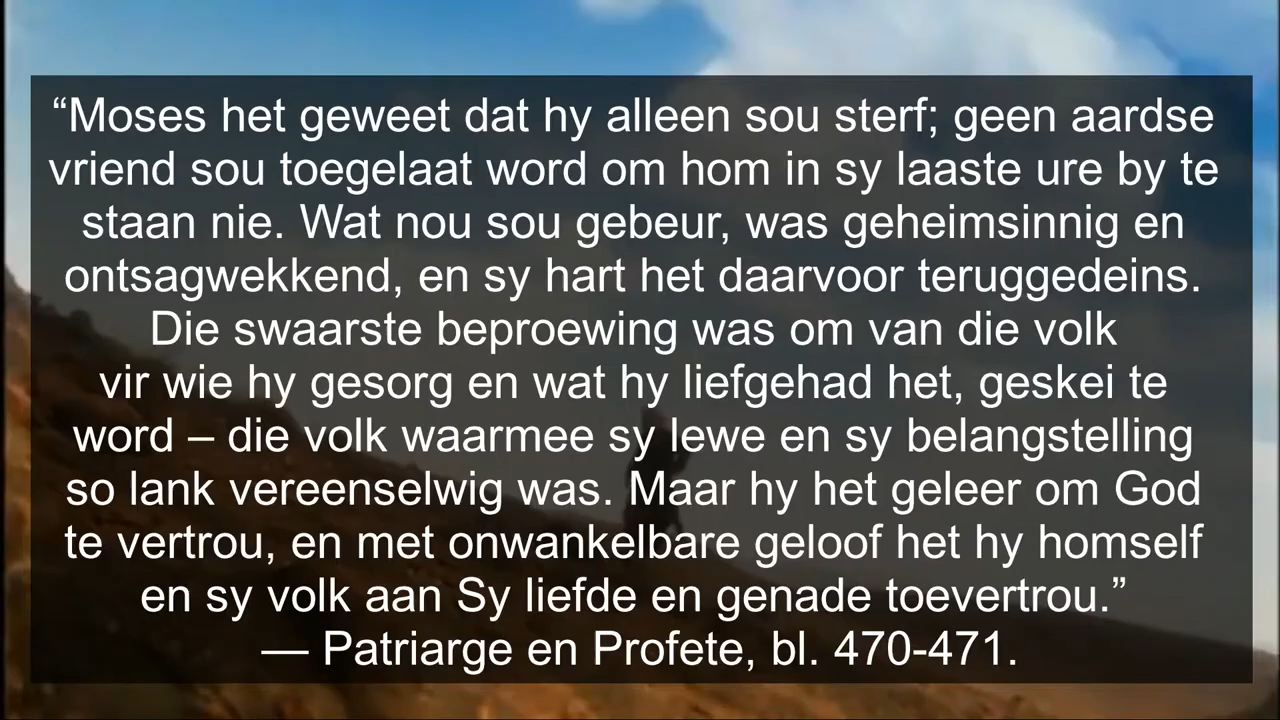 “Moses het geweet dat hy alleen sou sterf; geen aardse
vriend sou toegelaat word om hom in sy laaste ure by te
staan nie. Wat nou sou gebeur, was geheimsinnig en
ontsagwekkend, en sy hart het daarvoor teruggedeins.
Die swaarste beproewing was om van die volk
vir wie hy gesorg en wat hy liefgehad het, geskei te
word – die volk waarmee sy lewe en sy belangstelling
so lank vereenselwig was. Maar hy het geleer om God
te vertrou, en met onwankelbare geloof het hy homself
en sy volk aan Sy liefde en genade toevertrou.”
— Patriarge en Profete, bl. 470-471.